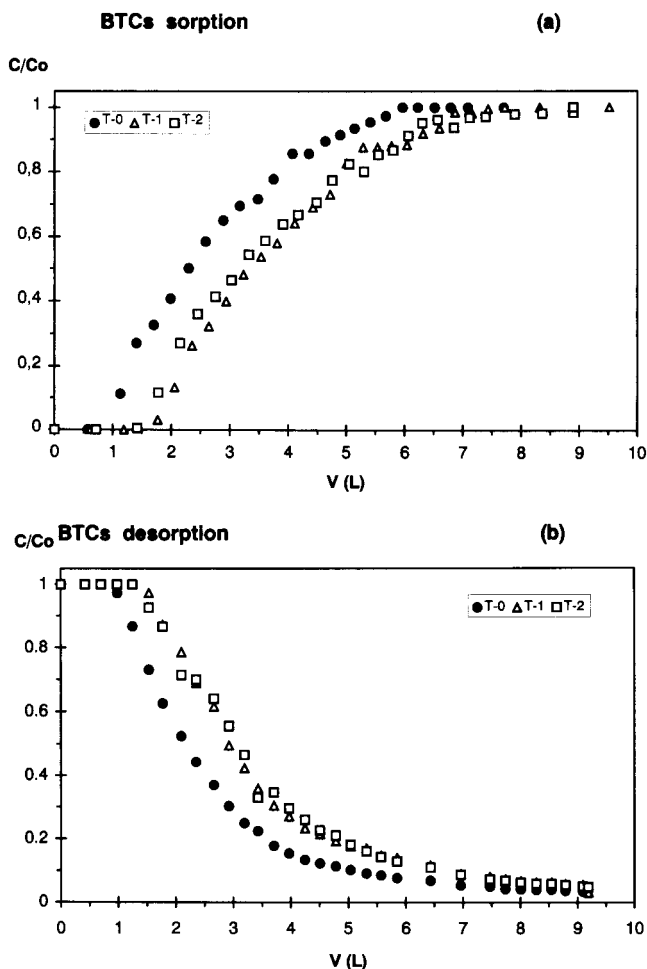 BTCs sorption (a)
C/Co
1
0,8
0,6
0,4
0,2
0
T-0 T-1 T-2
0 1 2 3 4 5 6 7 8 9 10
V (L)
C/Co BTCs desorption (b)
1
0.8
0.6
0.4
0.2
0
T-0 T-1 T-2
0 1 2 3 4 5 6 7 8 9 10
V (L)